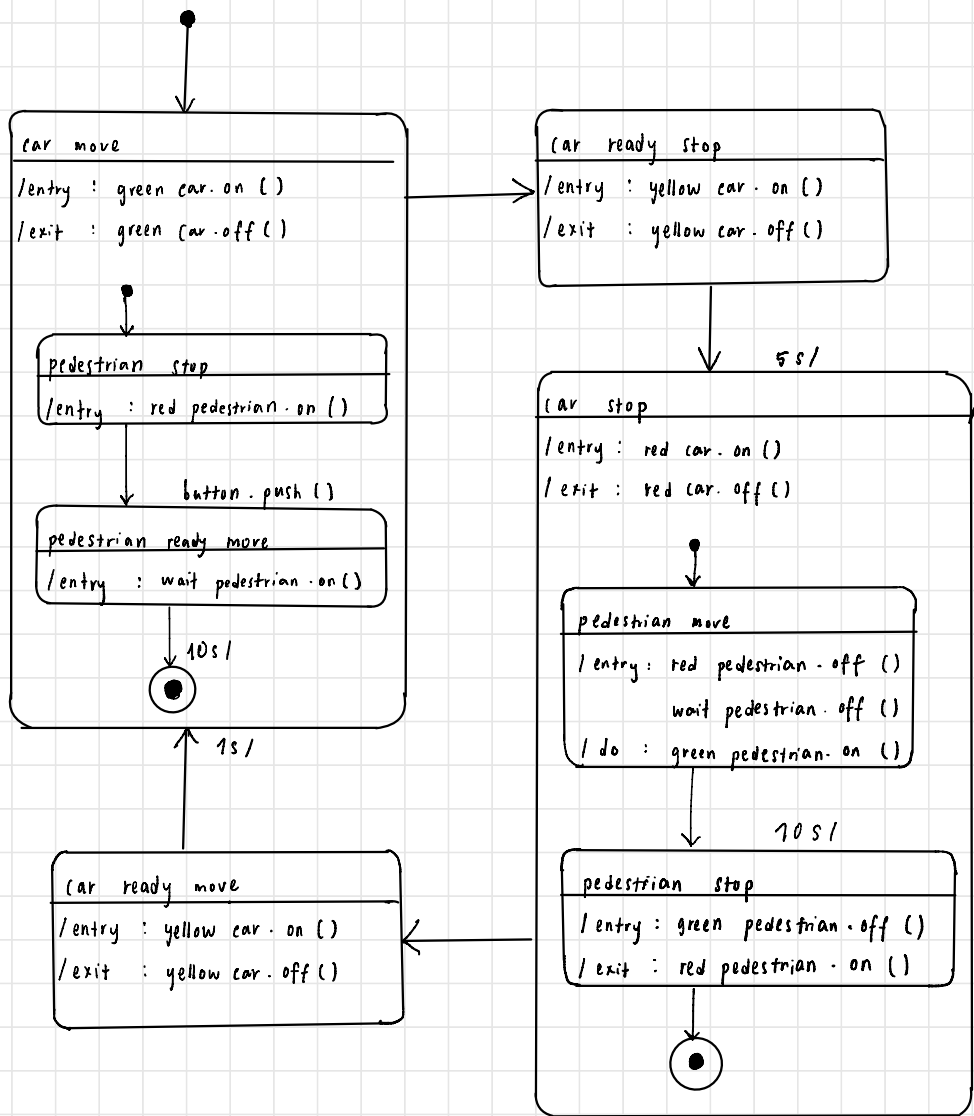 car move
/entry : green car. on ()
/exit : green car. off ()
pedestrian stop
/entry : red pedestrian. on ()
button. push ()
pedestrian ready move
/entry : wait pedestrian. on ()
10s/
1s/
car ready move
/entry : yellow car. on ()
/exit : yellow car. off ()
car ready stop
/entry : yellow car. on ()
/exit : yellow car. off ()
5s/
car stop
/entry : red car. on ()
/exit : red car. off ()
pedestrian move
/entry : red pedestrian. off ()
wait pedestrian. off ()
/do : green pedestrian. on ()
10s/
pedestrian stop
/entry : green pedestrian. off ()
/exit : red pedestrian. on ()